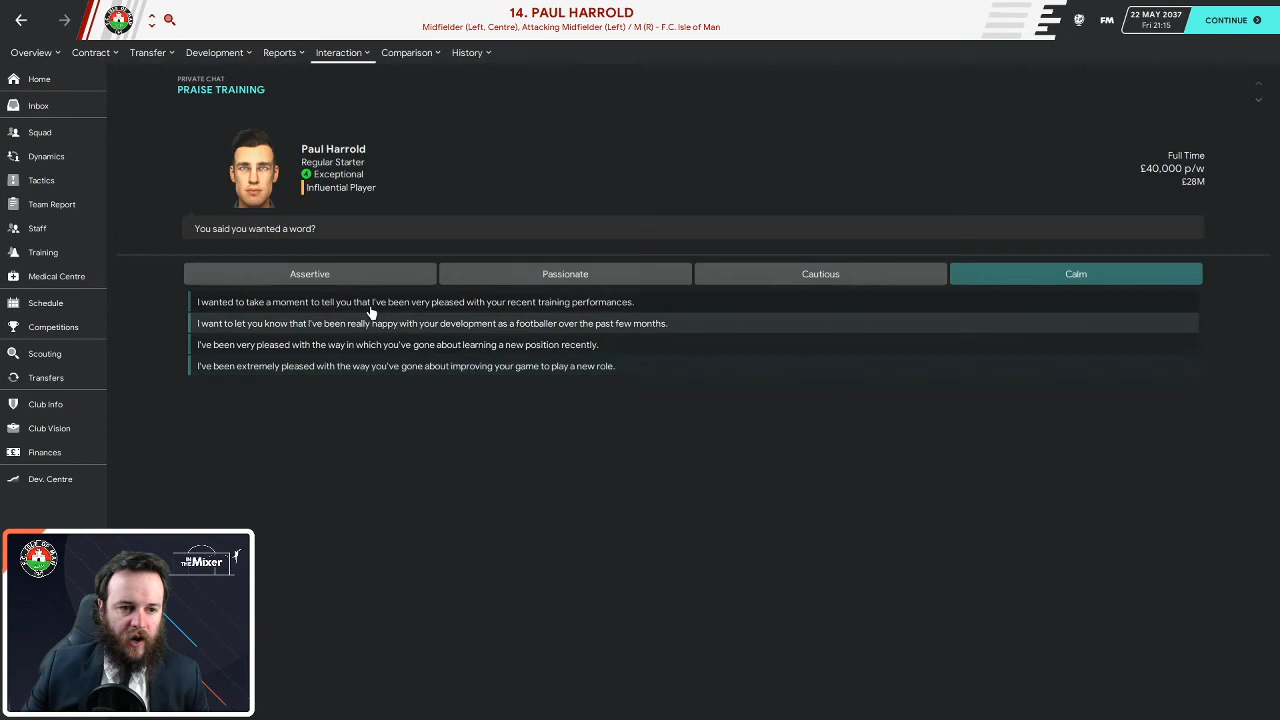 14. PAUL HARROLD
Midfielder (Left, Centre), Attacking Midfielder (Left) / M (R) - F.C. Isle of Man
FM
22 MAY 2037
FRI 21:15
CONTINUE
Overview
Contract
Transfer
Development
Reports
Interaction
Comparison
History
Home
Inbox
Squad
Dynamics
Tactics
Team Report
Staff
Training
Medical Centre
Schedule
Competitions
Scouting
Transfers
Club Info
Club Vision
Finances
Dev. Centre
PRIVATE CHAT
PRAISE TRAINING
Paul Harrold
Regular Starter
4 Exceptional
Influential Player
Full Time
£40,000 p/w
£28M
You said you wanted a word?
Assertive
Passionate
Cautious
Calm
I wanted to take a moment to tell you that I've been very pleased with your recent training performances.
I want to let you know that I've been really happy with your development as a footballer over the past few months.
I've been very pleased with the way in which you've gone about learning a new position recently.
I've been extremely pleased with the way you've gone about improving your game to play a new role.
IN
THE Mixer